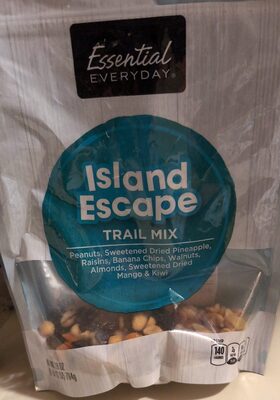 Essential
EVERYDAY
Island
Escape
TRAIL MIX
Peanuts, Sweetened Dried Pineapple,
Raisins, Banana Chips, Walnuts,
Almonds, Sweetened Dried
Mango & Kiwi
140